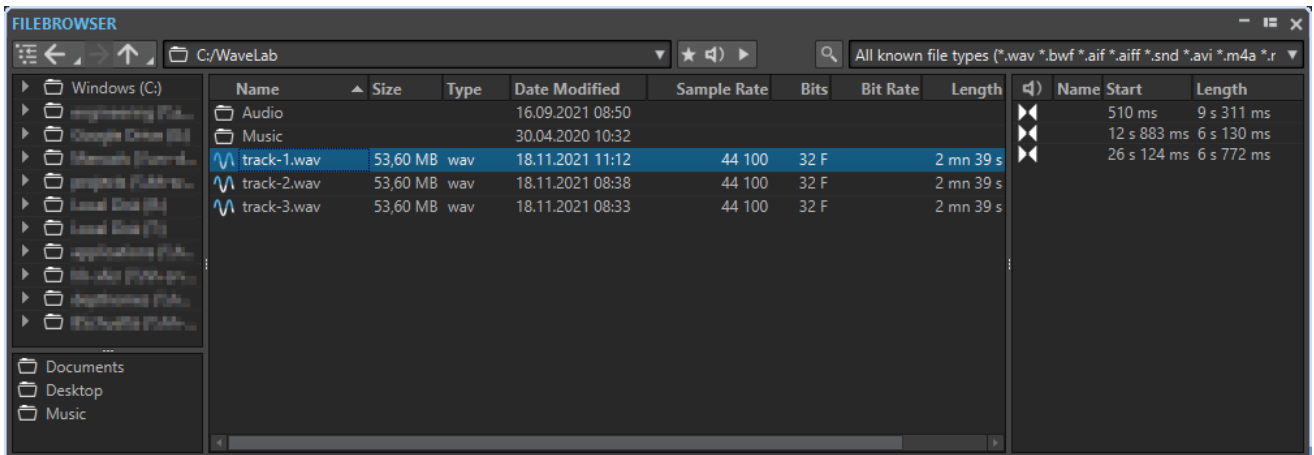 FILEBROWSER
C:/WaveLab All known file types (*.wav *.bwf *.aif *.aiff *.snd *.avi *.m4a *.r
Windows (C:)
Name Size Type Date Modified Sample Rate Bits Bit Rate Length
Audio 16.09.2021 08:50
Music 30.04.2020 10:32
track-1.wav 53,60 MB wav 18.11.2021 11:12 44 100 32 F 2 mn 39 s
track-2.wav 53,60 MB wav 18.11.2021 08:38 44 100 32 F 2 mn 39 s
track-3.wav 53,60 MB wav 18.11.2021 08:33 44 100 32 F 2 mn 39 s
Name Start Length
510 ms 9 s 311 ms
12 s 883 ms 6 s 130 ms
26 s 124 ms 6 s 772 ms
Documents
Desktop
Music